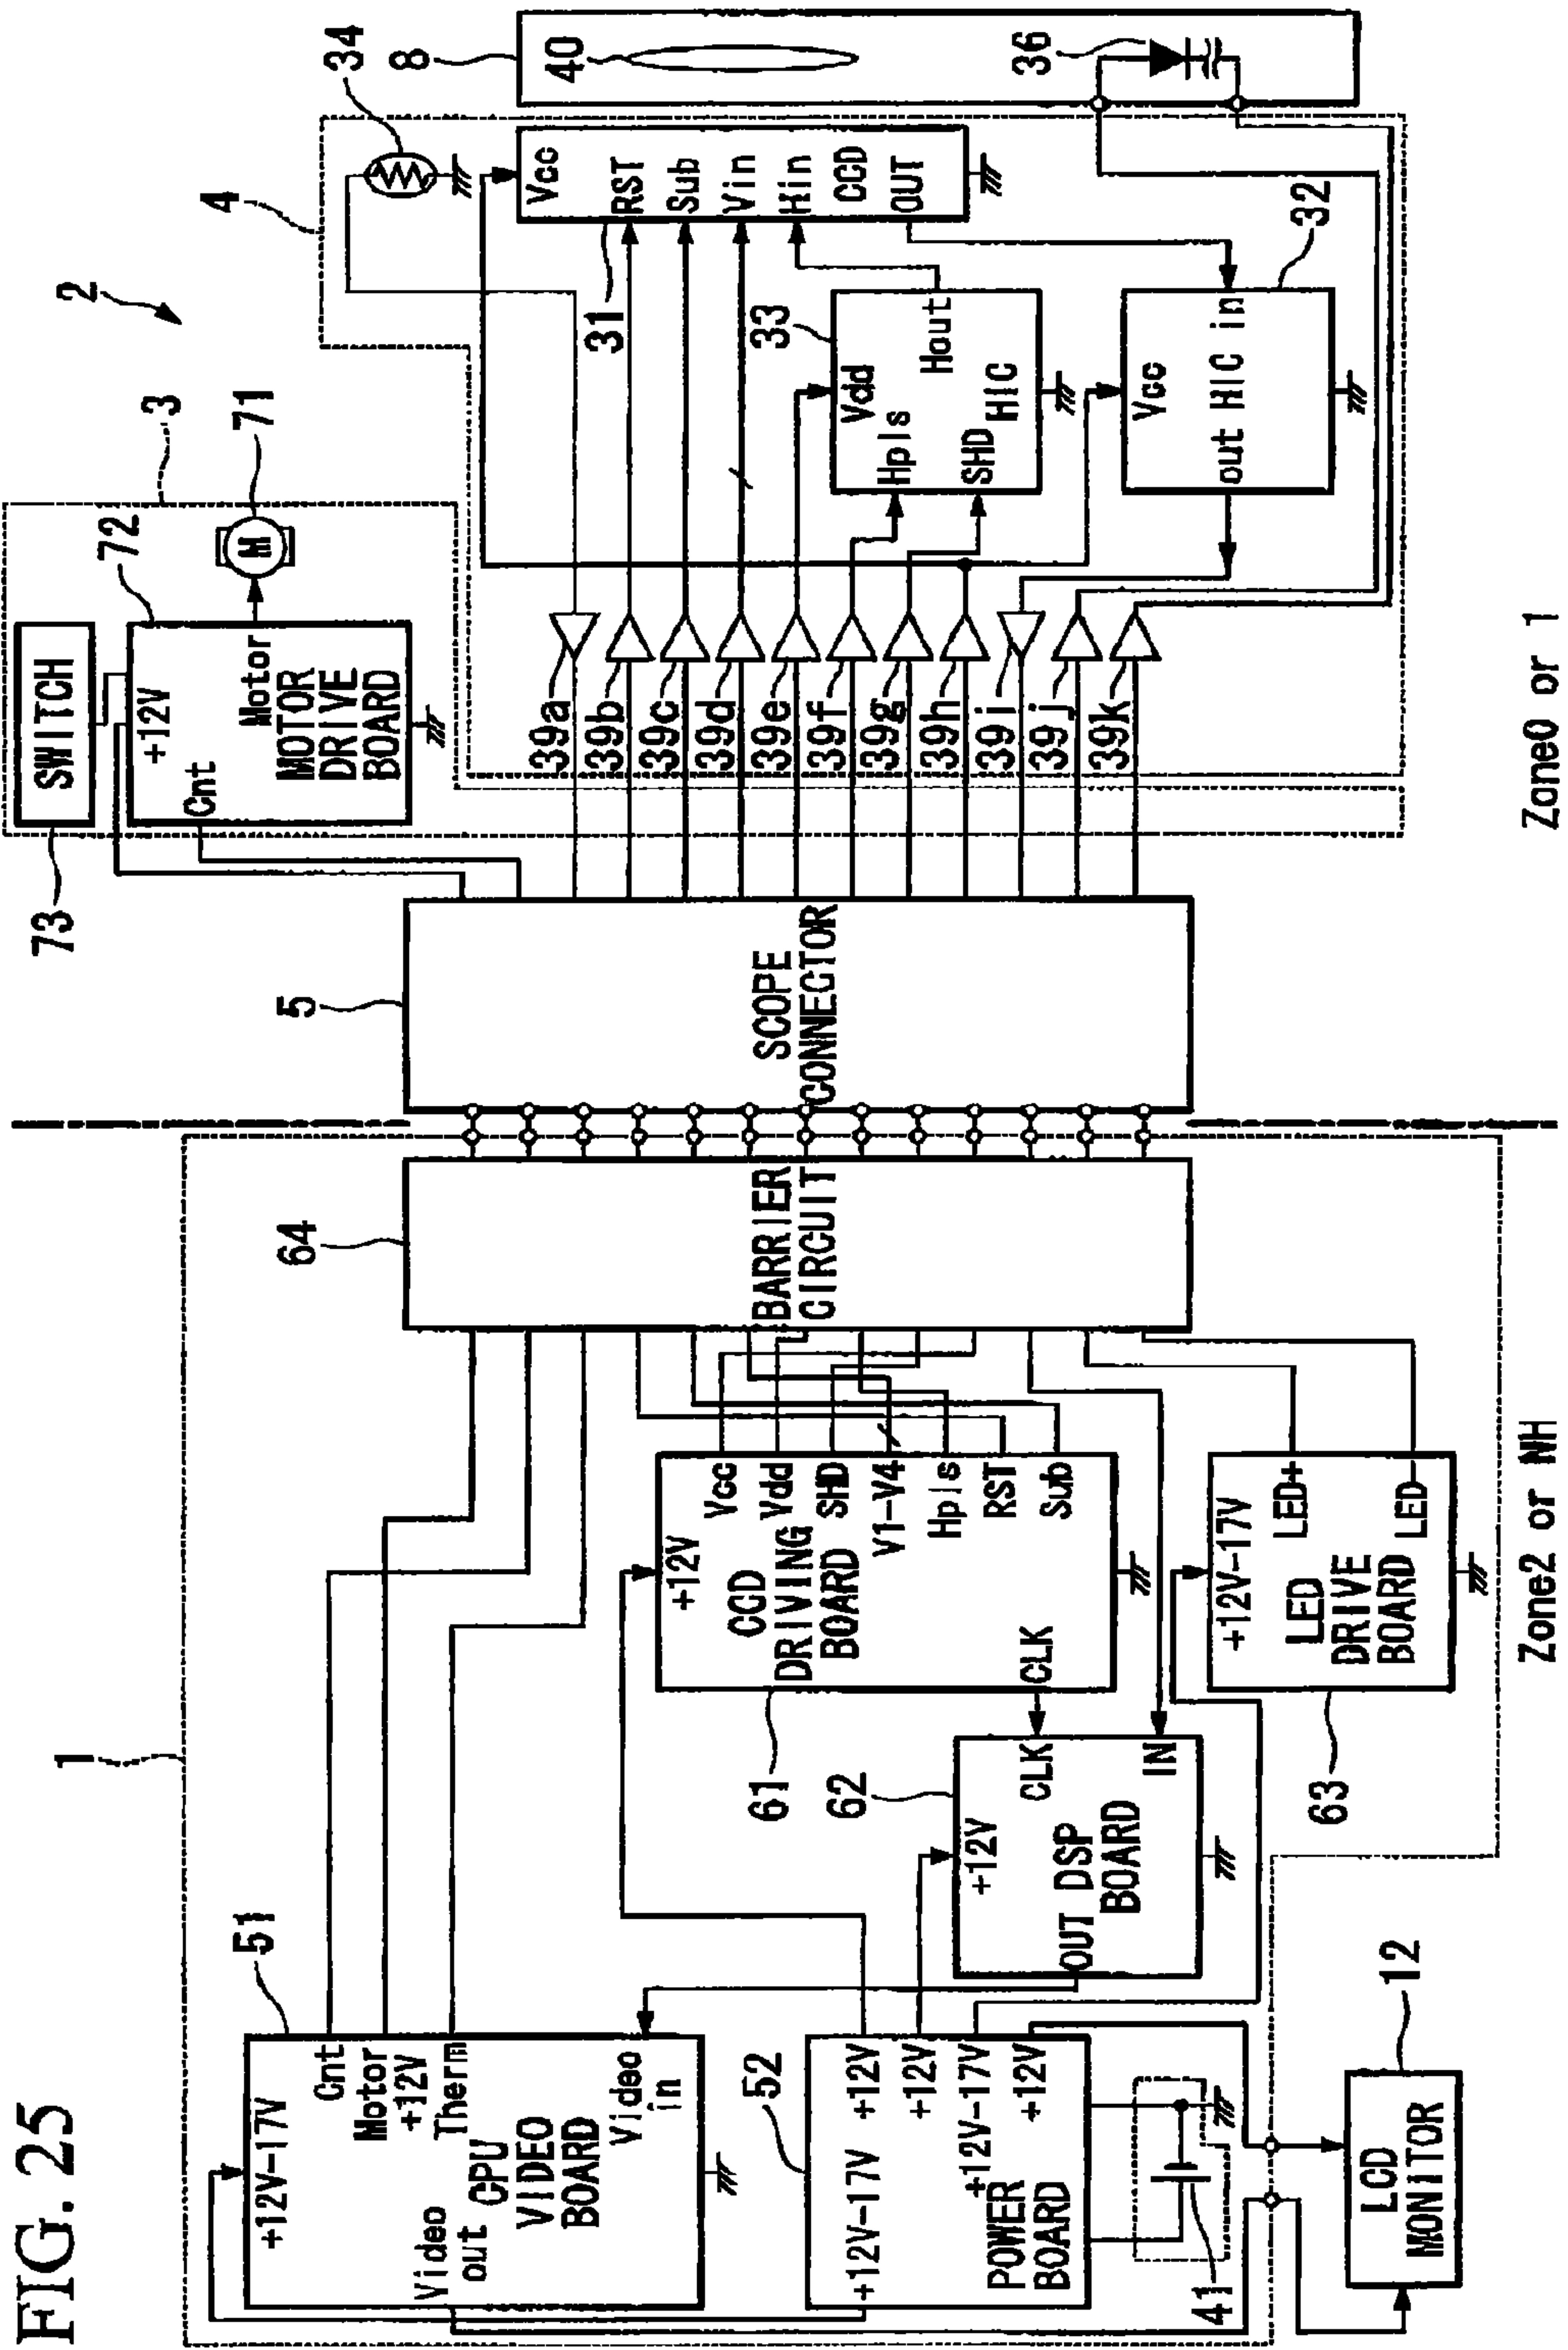 FIG. 25
1
51
+12V-17V
Cnt
Motor
+12V
Therm
Video
out
CPU
VIDEO
BOARD
Video
in
52
+12V-17V
+12V
+12V
+12V-17V
+12V
POWER
BOARD
41
12
LCD
MONITOR
61
+12V
CCD
DRIVING
BOARD
Vcc
Vdd
SHD
V1-V4
Hpls
RST
Sub
CLK
62
+12V
CLK
IN
OUT DSP
BOARD
63
+12V-17V
LED+
LED
DRIVE
BOARD
LED-
Zone2 or NH
64
BARRIER
CIRCUIT
5
SCOPE
CONNECTOR
2
3
73
SWITCH
72
+12V
Cnt
Motor
MOTOR
DRIVE
BOARD
71
M
4
34
8
40
36
39a
39b
39c
39d
39e
39f
39g
39h
39i
39j
39k
31
Vcc
RST
Sub
Vin
Hin
CCD
OUT
33
Vdd
Hpls
Hout
SHD
HIC
32
Vcc
out HIC in
Zone0 or 1